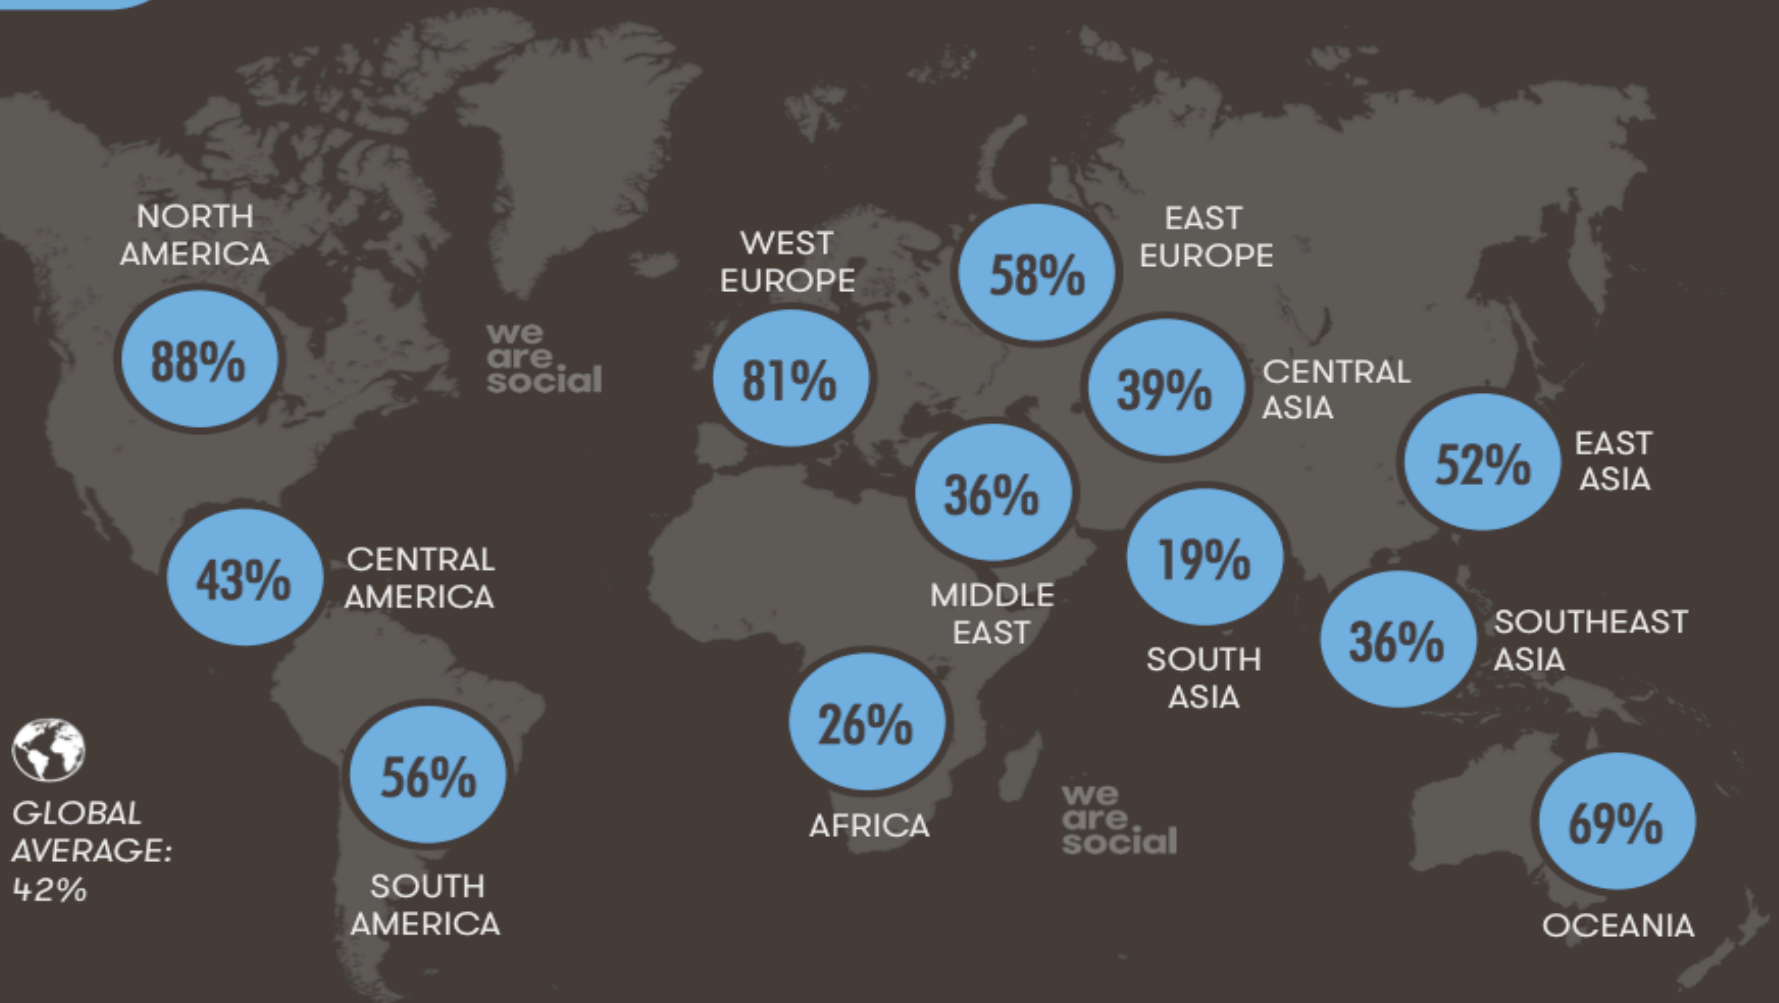 NORTH
AMERICA
88%
we
are
social
WEST
EUROPE
81%
58%
EAST
EUROPE
39%
CENTRAL
ASIA
52%
EAST
ASIA
36%
MIDDLE
EAST
19%
SOUTH
ASIA
36%
SOUTHEAST
ASIA
43%
CENTRAL
AMERICA
56%
SOUTH
AMERICA
26%
AFRICA
we
are
social
69%
OCEANIA
GLOBAL
AVERAGE:
42%